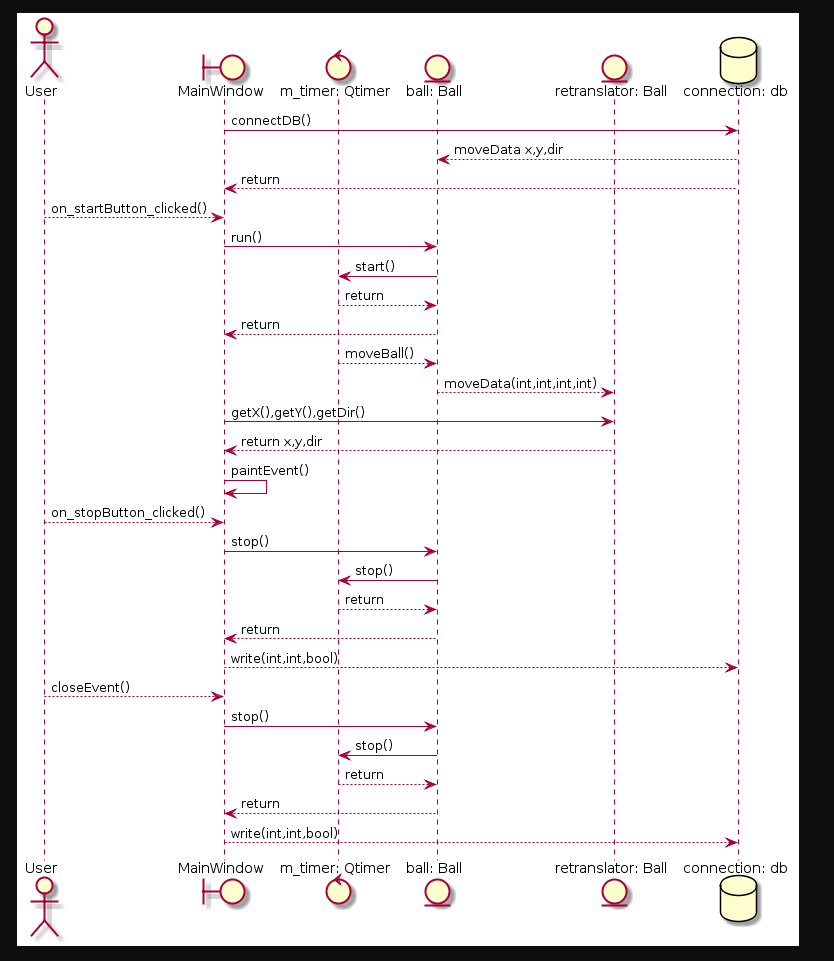 User MainWindow m_timer: Qtimer ball: Ball retranslator: Ball connection: db
connectDB()
moveData x,y,dir
return
on_startButton_clicked()
run()
start()
return
return
moveBall()
moveData(int,int,int,int)
getX(),getY(),getDir()
return x,y,dir
paintEvent()
on_stopButton_clicked()
stop()
stop()
return
return
write(int,int,bool)
closeEvent()
stop()
stop()
return
return
write(int,int,bool)
User MainWindow m_timer: Qtimer ball: Ball retranslator: Ball connection: db